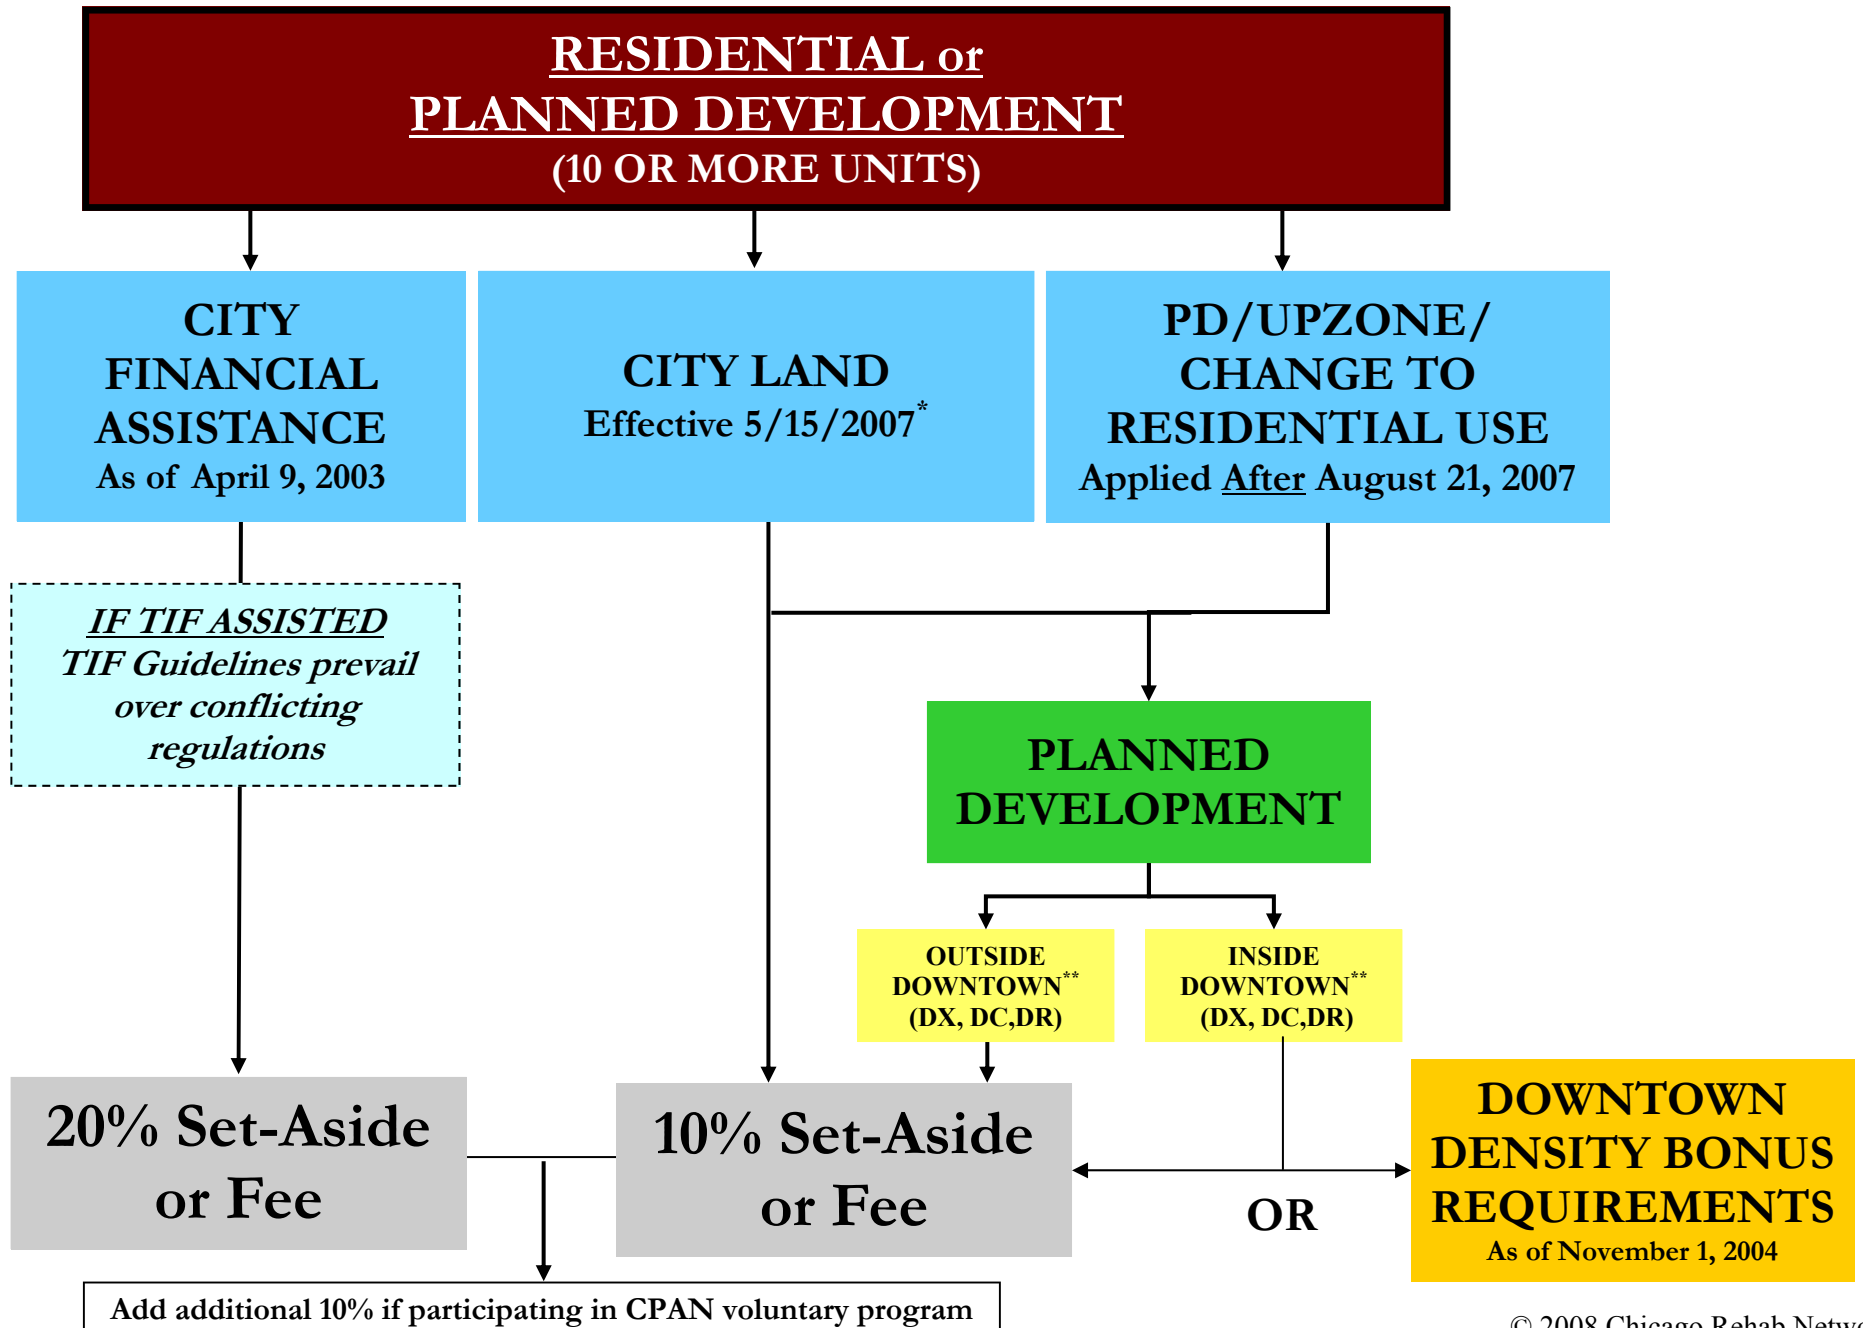 RESIDENTIAL or
PLANNED DEVELOPMENT
(10 OR MORE UNITS)
CITY
FINANCIAL
ASSISTANCE
As of April 9, 2003
CITY LAND
Effective 5/15/2007*
PD/UPZONE/
CHANGE TO
RESIDENTIAL USE
Applied After August 21, 2007
IF TIF ASSISTED
TIF Guidelines prevail
over conflicting
regulations
PLANNED
DEVELOPMENT
OUTSIDE
DOWNTOWN**
(DX, DC,DR)
INSIDE
DOWNTOWN**
(DX, DC,DR)
20% Set-Aside
or Fee
10% Set-Aside
or Fee
OR
DOWNTOWN
DENSITY BONUS
REQUIREMENTS
As of November 1, 2004
Add additional 10% if participating in CPAN voluntary program
© 2008 Chicago Rehab